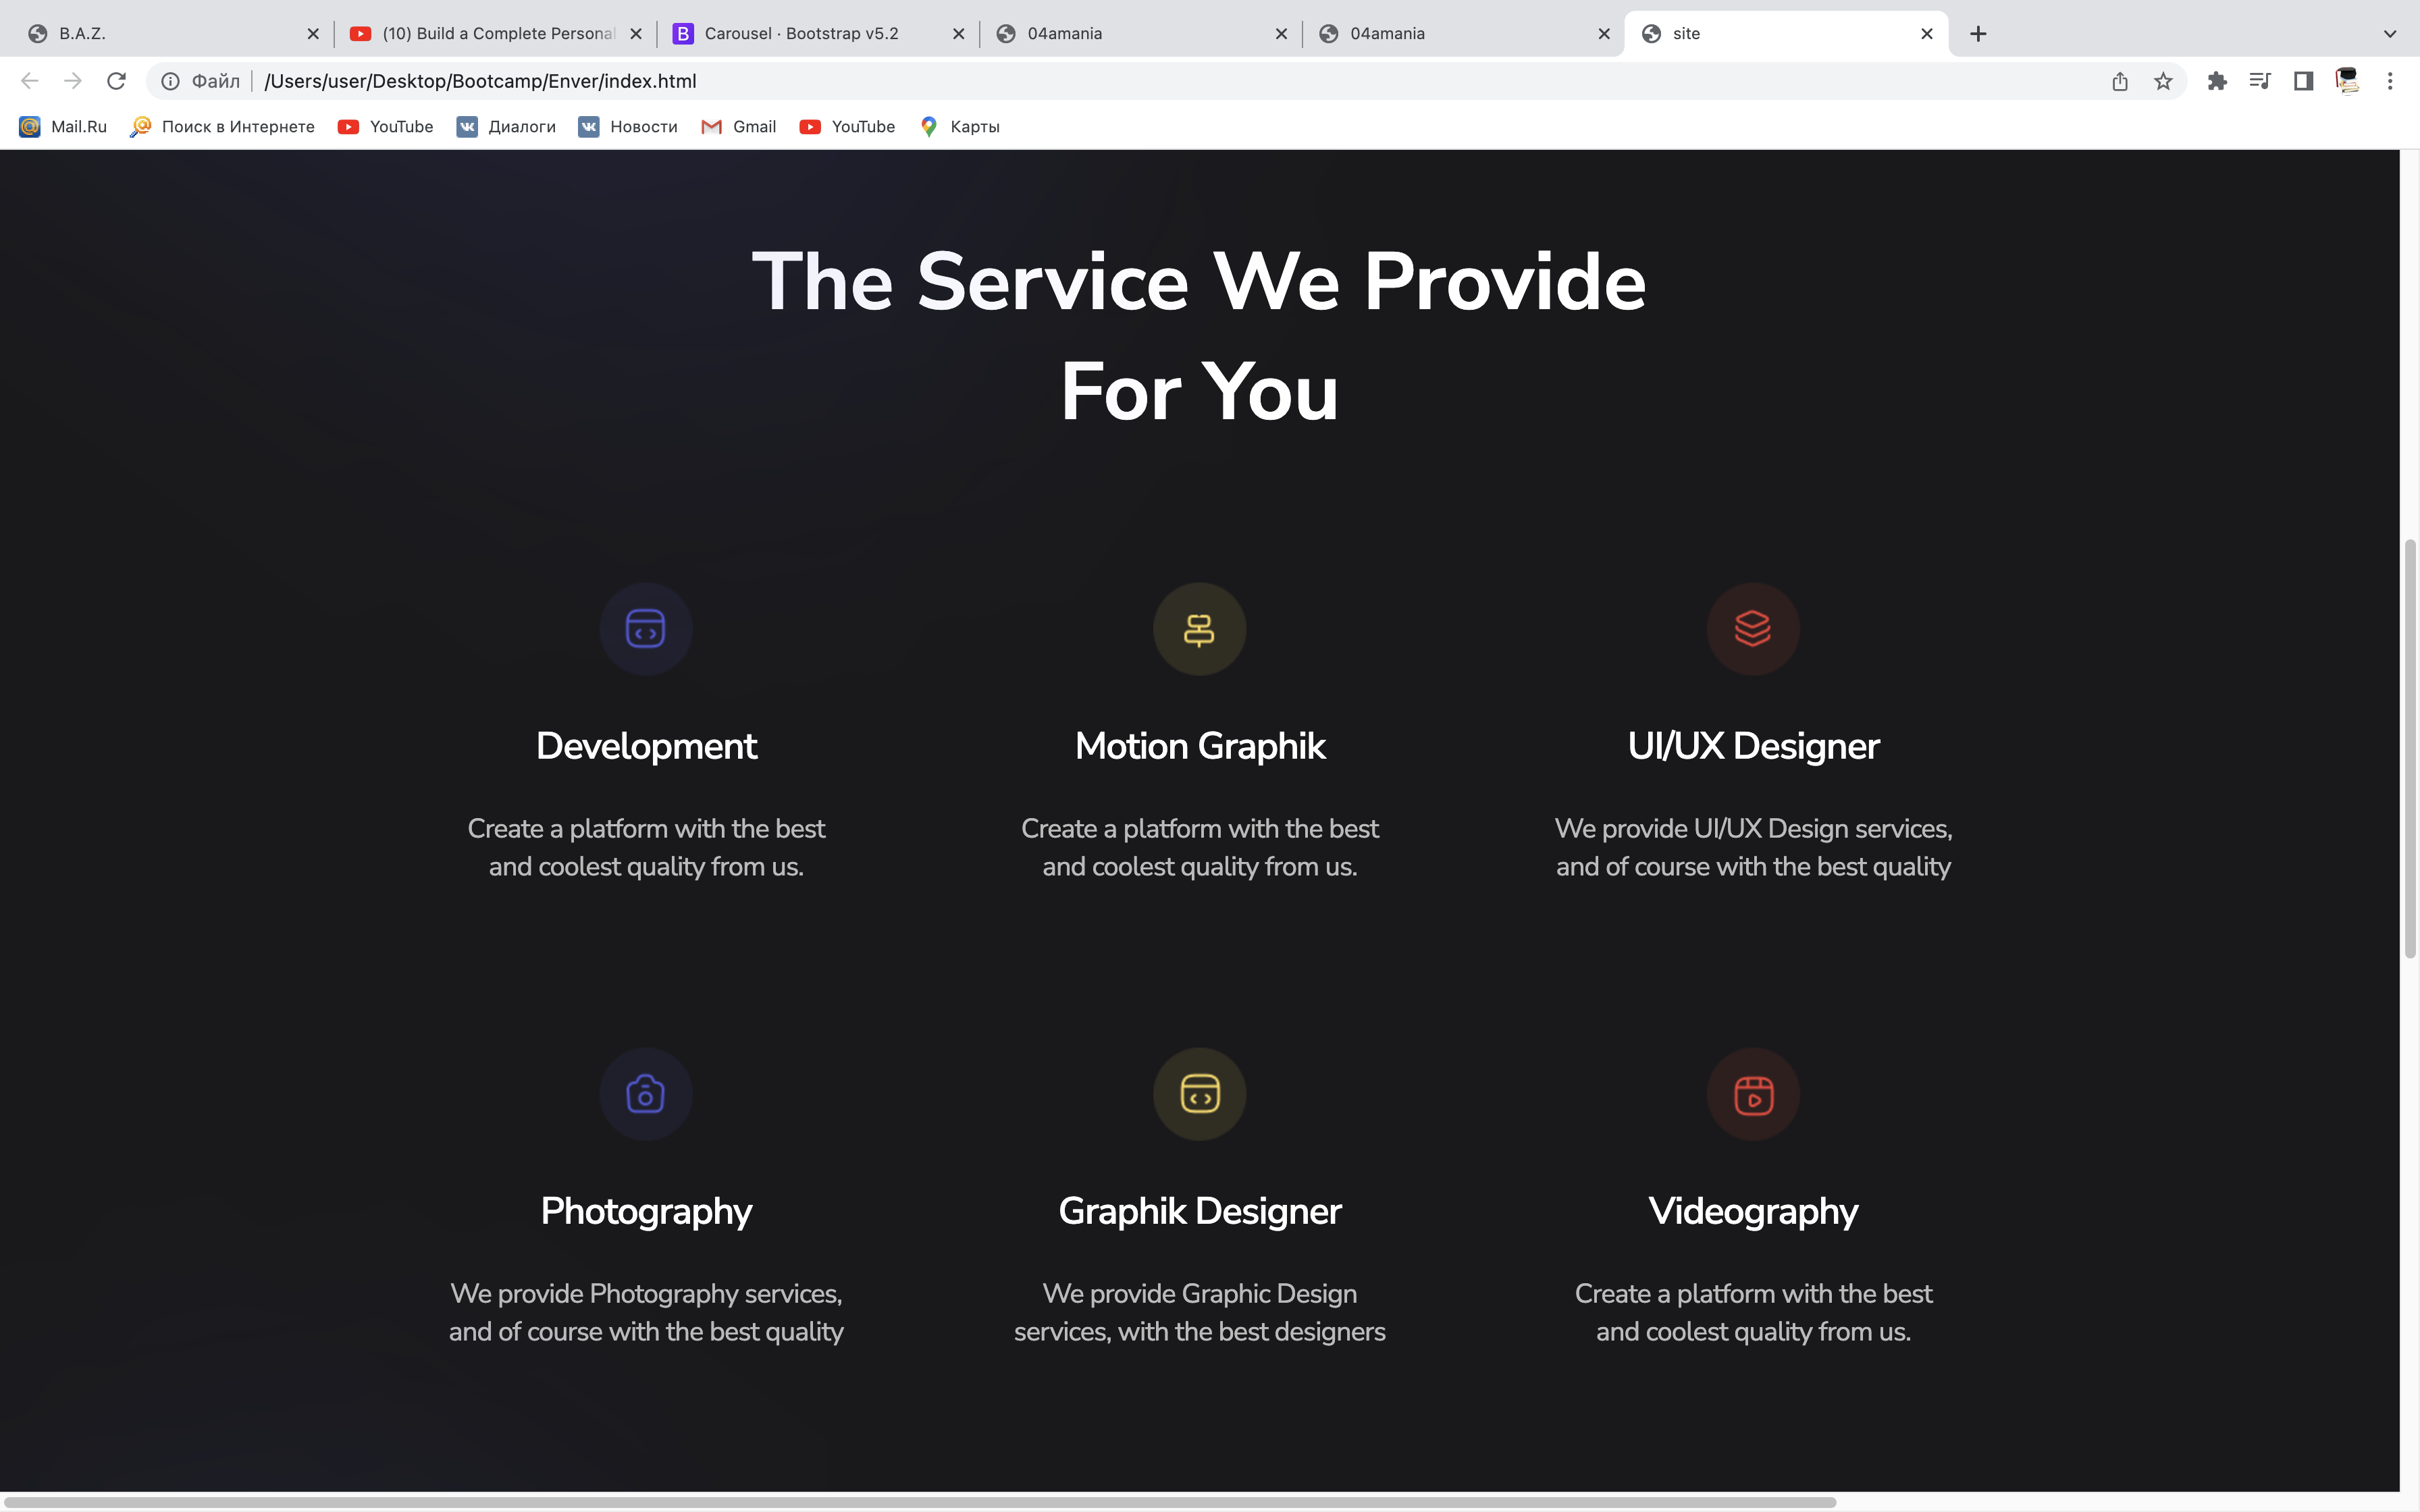 B.A.Z.
(10) Build a Complete Personal
Carousel · Bootstrap v5.2
04amania
04amania
site
Файл
/Users/user/Desktop/Bootcamp/Enver/index.html
Mail.Ru
Поиск в Интернете
YouTube
Диалоги
Новости
Gmail
YouTube
Карты
The Service We Provide
For You
Development
Motion Graphik
UI/UX Designer
Create a platform with the best
and coolest quality from us.
Create a platform with the best
and coolest quality from us.
We provide UI/UX Design services,
and of course with the best quality
Photography
Graphik Designer
Videography
We provide Photography services,
and of course with the best quality
We provide Graphic Design
services, with the best designers
Create a platform with the best
and coolest quality from us.